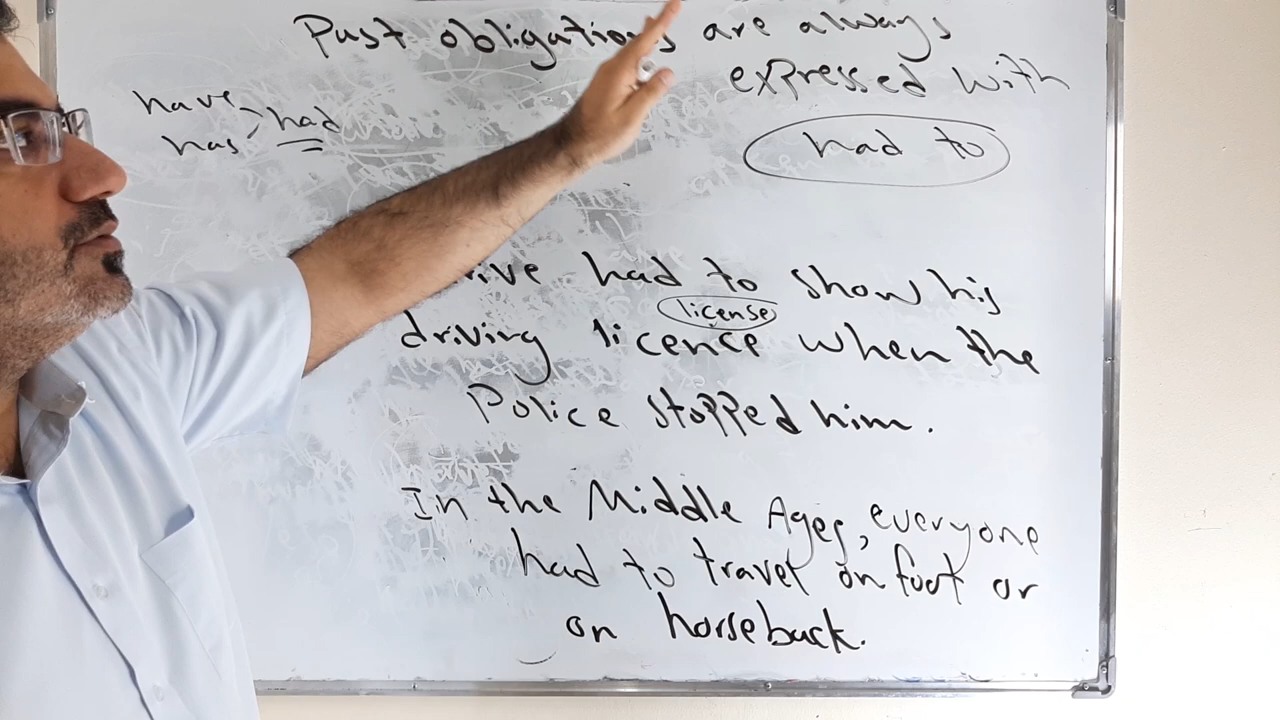 Past obligations are always
expressed with
have
has
had
had to
had to show his
license
driving licence when the
Police stopped him.
In the Middle Ages, everyone
had to travel on foot or
on horseback.